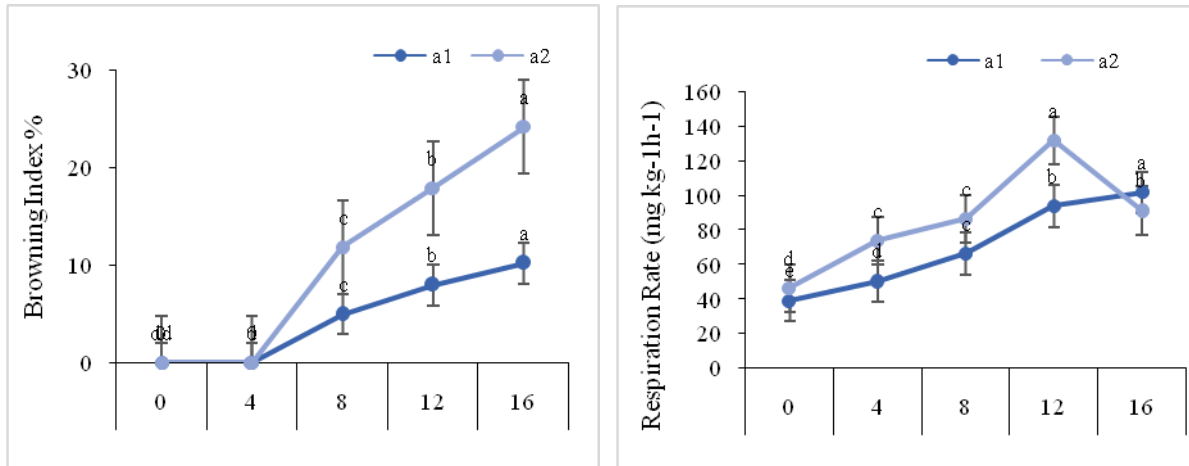 a1 a2
30
20
10
0
Browning Index %
a
b
c
a
b
c
d
0 4 8 12 16
a1 a2
160
140
120
100
80
60
40
20
0
Respiration Rate (mg kg-1h-1)
a
a
b
b
c
c
c
d
d
e
0 4 8 12 16